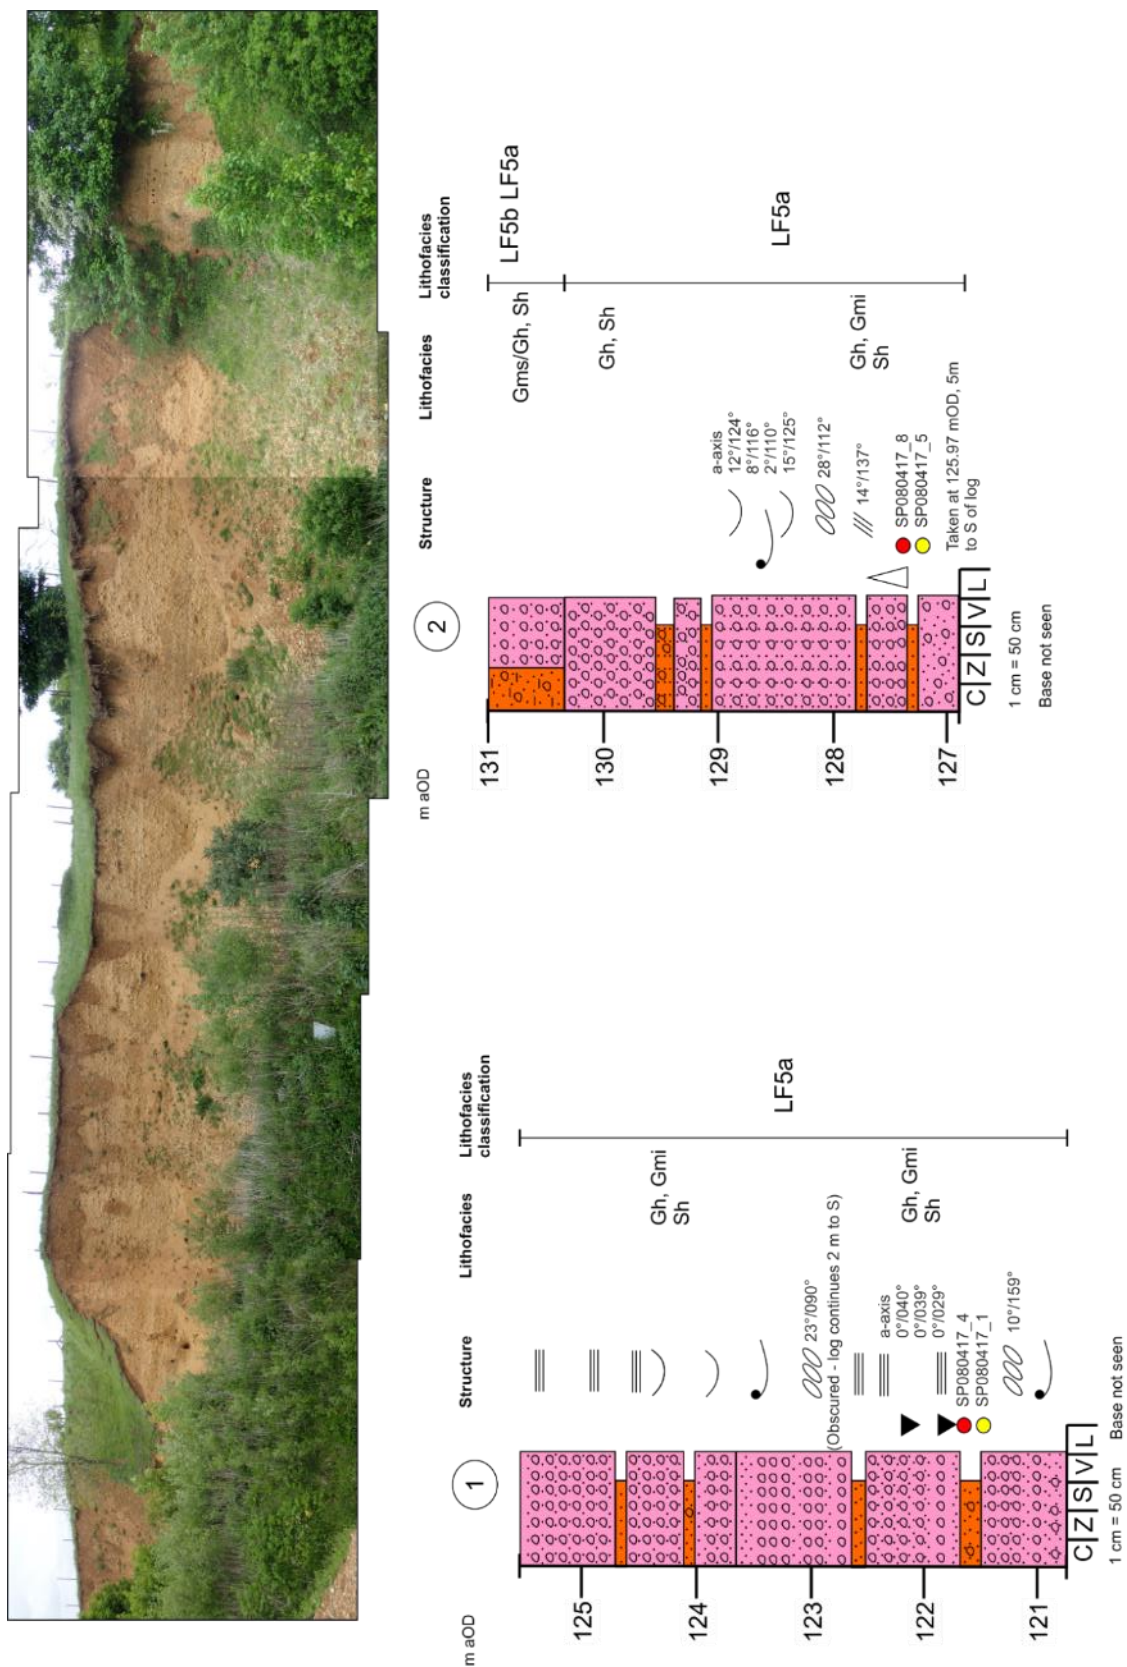 1
m aOD
Structure
Lithofacies
Lithofacies
classification
125
124
123
122
121
Gh, Gmi
Sh
LF5a
23°/090°
(Obscured - log continues 2 m to S)
a-axis
0°/040°
0°/039°
0°/029°
Gh, Gmi
Sh
SP080417_4
SP080417_1
10°/159°
C|Z|S|V|L
1 cm = 50 cm
Base not seen
2
m aOD
Structure
Lithofacies
Lithofacies
classification
131
130
129
128
127
Gms/Gh, Sh
LF5b LF5a
Gh, Sh
LF5a
a-axis
12°/124°
8°/116°
2°/110°
15°/125°
28°/112°
14°/137°
Gh, Gmi
Sh
SP080417_8
SP080417_5
Taken at 125.97 mOD, 5m
to S of log
C|Z|S|V|L
1 cm = 50 cm
Base not seen